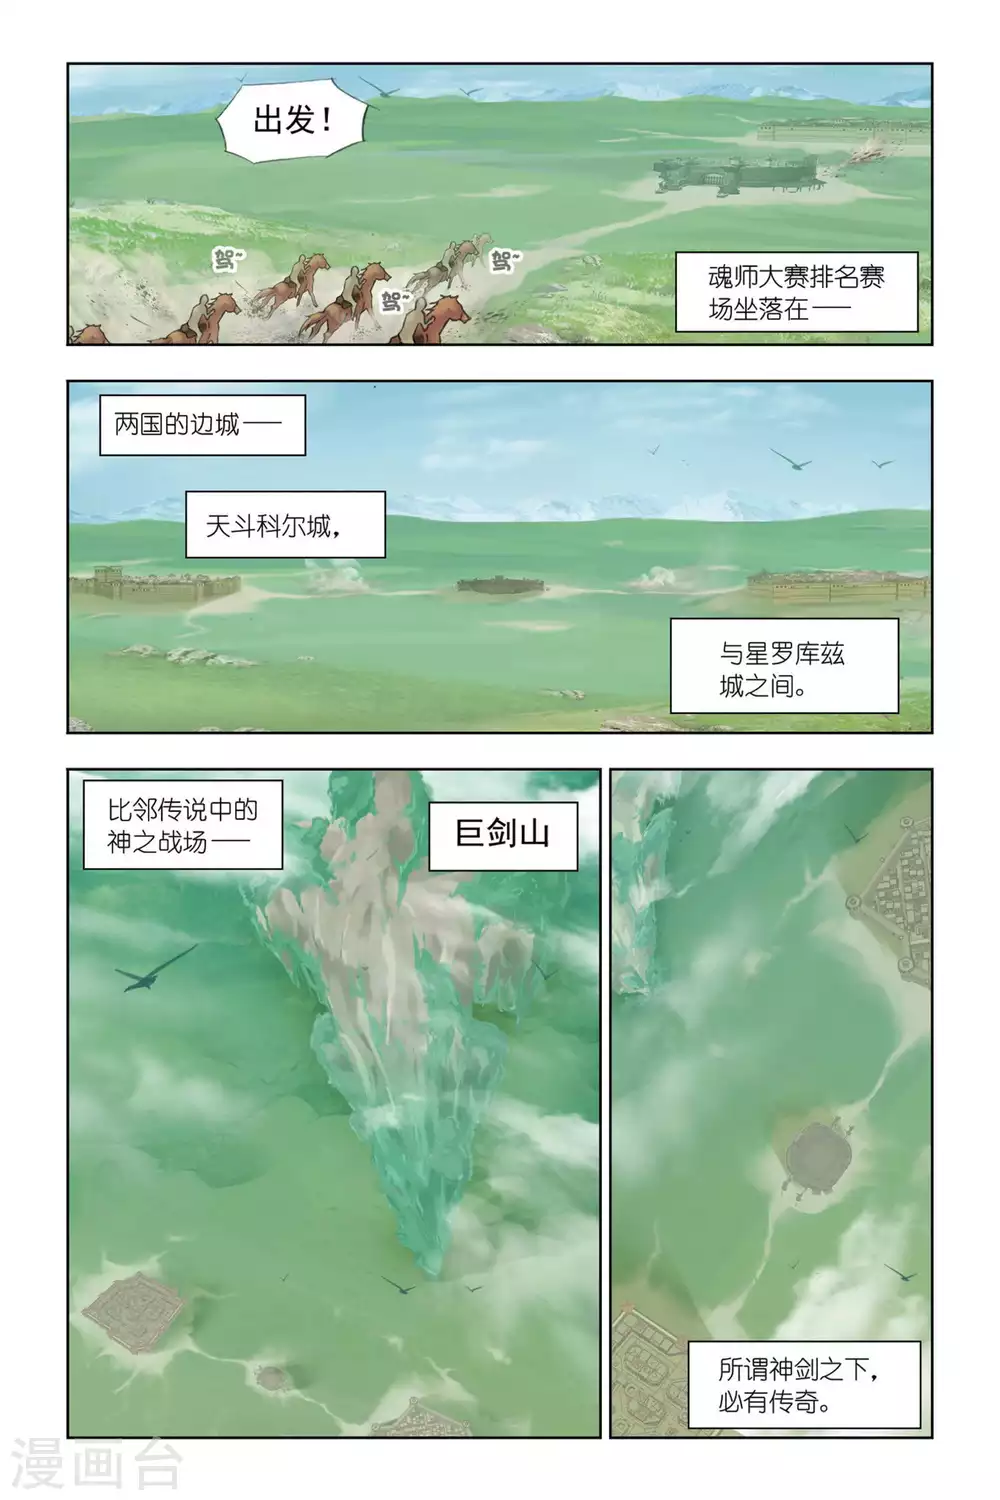 出发！
驾~
驾~
驾~
魂师大赛排名赛
场坐落在——
两国的边城——
天斗科尔城，
与星罗库兹
城之间。
比邻传说中的
神之战场——
巨剑山
所谓神剑之下，
必有传奇。
漫画台